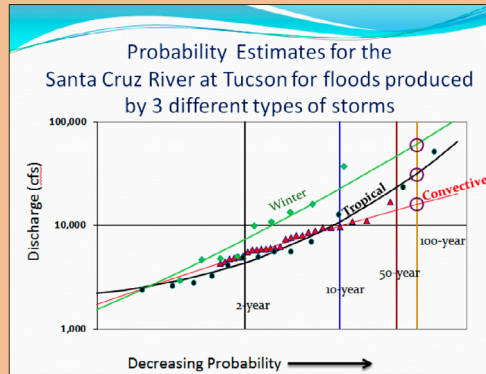 Probability Estimates for the
Santa Cruz River at Tucson for floods produced
by 3 different types of storms
100,000
Discharge (cfs)
10,000
1,000
Winter
Tropical
Convective
2-year
10-year
50-year
100-year
Decreasing Probability